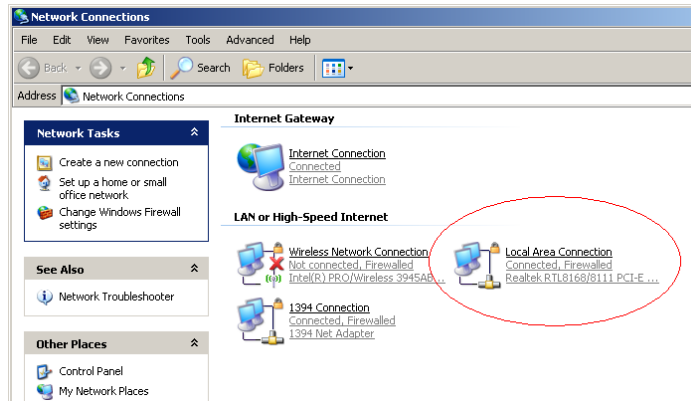 Network Connections
File Edit View Favorites Tools Advanced Help
Back Search Folders
Address Network Connections
Network Tasks
Create a new connection
Set up a home or small
office network
Change Windows Firewall
settings
See Also
Network Troubleshooter
Other Places
Control Panel
My Network Places
Internet Gateway
Internet Connection
Connected
Internet Connection
LAN or High-Speed Internet
Wireless Network Connection
Not connected, Firewalled
Intel(R) PRO/Wireless 3945AB...
Local Area Connection
Connected, Firewalled
Realtek RTL8168/8111 PCI-E ...
1394 Connection
Connected, Firewalled
1394 Net Adapter